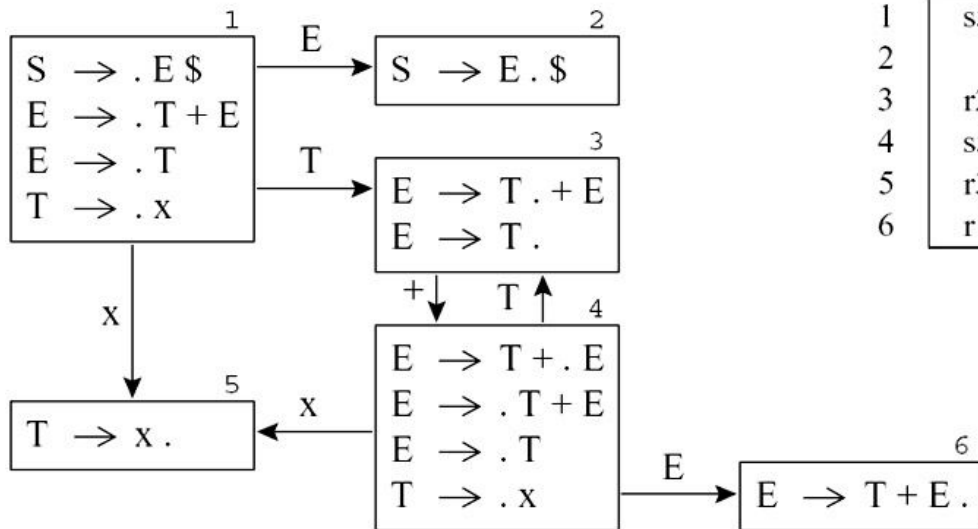 1
S → . E $
E → . T + E
E → . T
T → . x
E
2
S → E . $
T
3
E → T . + E
E → T .
x
+
T
4
E → T + . E
E → . T + E
E → . T
T → . x
5
T → x .
x
E
6
E → T + E .
1 s
2
3 r
4 s
5 r
6 r